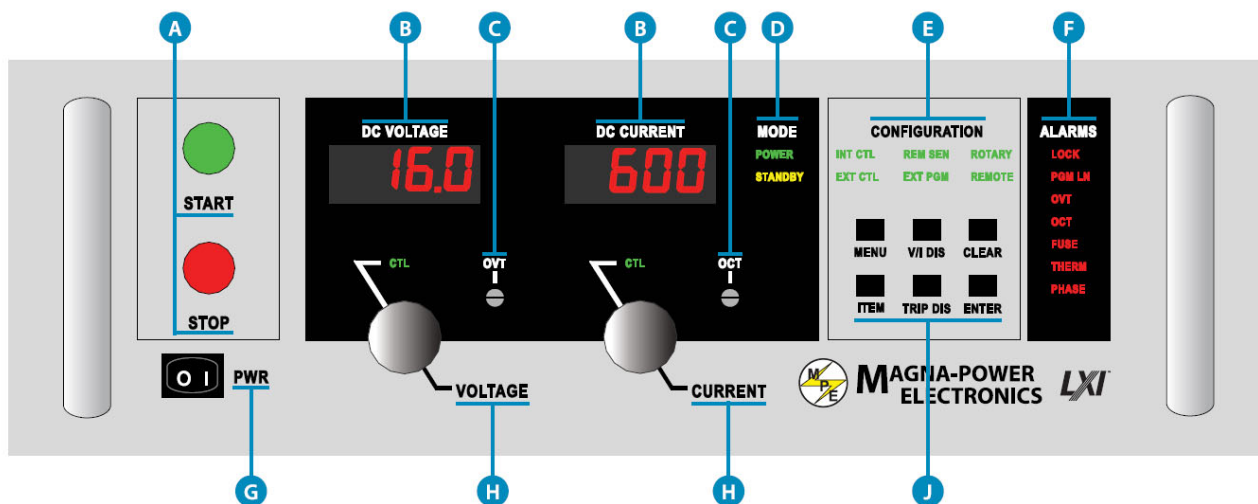 A B C B C D E F
DC VOLTAGE
16.0
DC CURRENT
600
MODE
POWER
STANDBY
CONFIGURATION
INT CTL REM SEN ROTARY
EXT CTL EXT PGM REMOTE
ALARMS
LOCK
PGM LN
OVT
OCT
FUSE
THERM
PHASE
START
STOP
CTL
OVT
CTL
OCT
MENU V/I DIS CLEAR
ITEM TRIP DIS ENTER
O I PWR
VOLTAGE
CURRENT
M P E
MAGNA-POWER
ELECTRONICS
LXI
G H H J